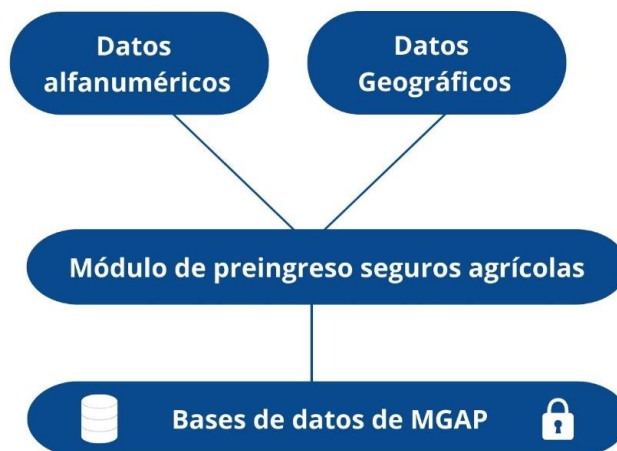 Datos
alfanuméricos
Datos
Geográficos
Módulo de preingreso seguros agrícolas
Bases de datos de MGAP